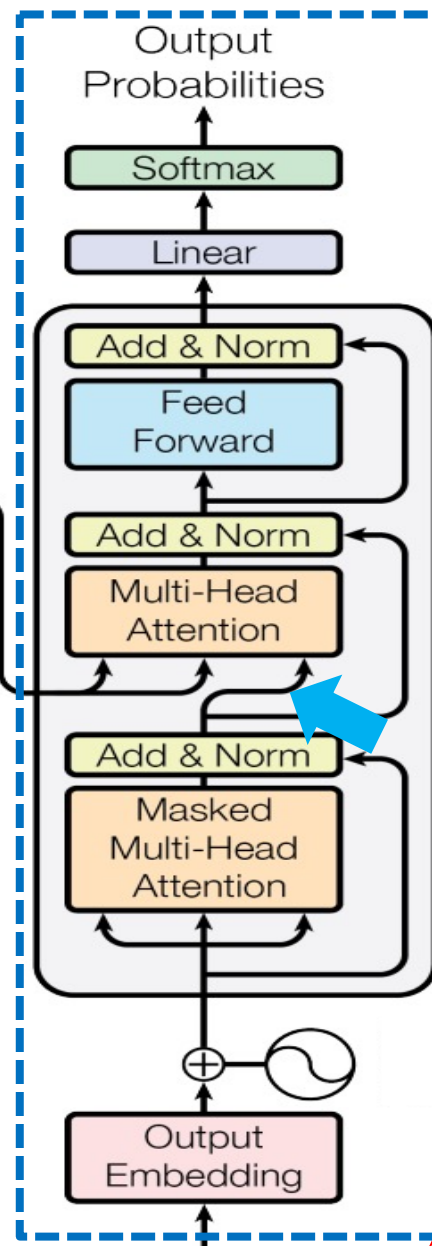 Output
Probabilities
Softmax
Linear
Add & Norm
Feed
Forward
Add & Norm
Multi-Head
Attention
Add & Norm
Masked
Multi-Head
Attention
Output
Embedding